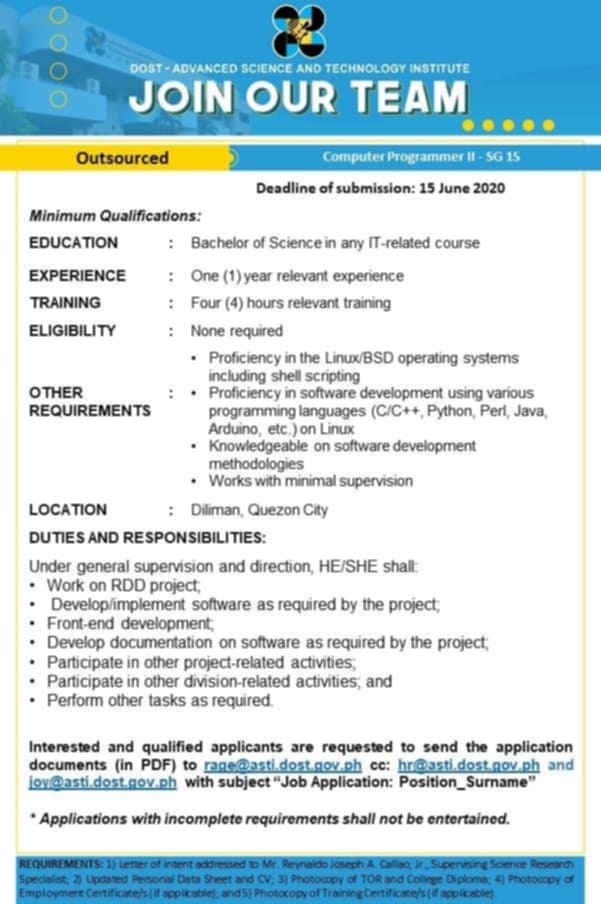 DOST - ADVANCED SCIENCE AND TECHNOLOGY INSTITUTE
JOIN OUR TEAM
Outsourced
Computer Programmer II - SG 15
Deadline of submission: 15 June 2020
Minimum Qualifications:
EDUCATION : Bachelor of Science in any IT-related course
EXPERIENCE : One (1) year relevant experience
TRAINING : Four (4) hours relevant training
ELIGIBILITY : None required
OTHER REQUIREMENTS :
• Proficiency in the Linux/BSD operating systems
including shell scripting
• Proficiency in software development using various
programming languages (C/C++, Python, Perl, Java,
Arduino, etc.) on Linux
• Knowledgeable on software development
methodologies
• Works with minimal supervision
LOCATION : Diliman, Quezon City
DUTIES AND RESPONSIBILITIES:
Under general supervision and direction, HE/SHE shall:
• Work on RDD project;
• Develop/implement software as required by the project;
• Front-end development;
• Develop documentation on software as required by the project;
• Participate in other project-related activities;
• Participate in other division-related activities; and
• Perform other tasks as required.
Interested and qualified applicants are requested to send the application
documents (in PDF) to rage@asti.dost.gov.ph cc: hr@asti.dost.gov.ph and
joy@asti.dost.gov.ph with subject “Job Application: Position_Surname”
* Applications with incomplete requirements shall not be entertained.
REQUIREMENTS: 1) Letter of intent addressed to Mr. Reynaldo Joseph A. Callao, Jr., Supervising Science Research
Specialist; 2) Updated Personal Data Sheet and CV; 3) Photocopy of TOR and College Diploma; 4) Photocopy of
Employment Certificate/s (if applicable); and 5) Photocopy of Training Certificate/s (if applicable).